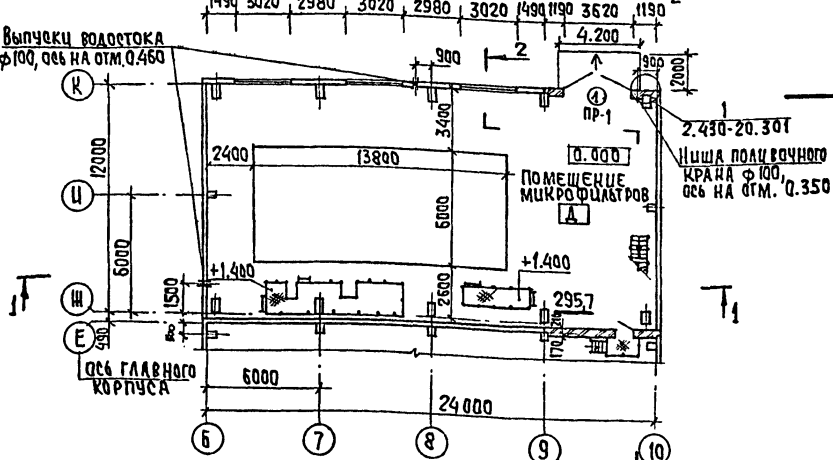 1490 3020 2980 3020 2980 3020 1490 1190 3620 1190
4.200
Выпуски водостока
ф100, ось на отм. 0.460
900
2
900
2000
К
1
ПР-1
1
2.430-20.301
3400
12000
2400
13800
0.000
Ниша поливочного
крана ф100,
ось на отм. 0.350
Помещение
микрофильтров
И
Д
6000
6000
+1.400
+1.400
1
1500
2600
295,7
1
Ж
Е
490
210
170
ось главного
корпуса
6000
24000
6
7
8
9
10